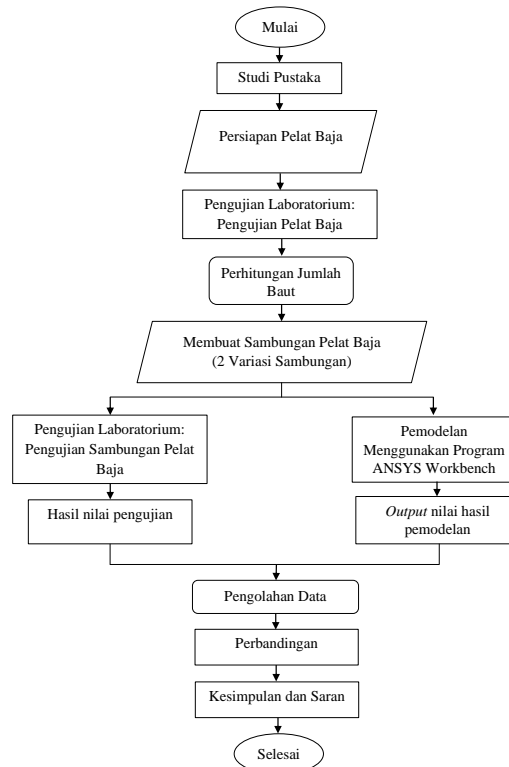 Mulai
Studi Pustaka
Persiapan Pelat Baja
Pengujian Laboratorium:
Pengujian Pelat Baja
Perhitungan Jumlah
Baut
Membuat Sambungan Pelat Baja
(2 Variasi Sambungan)
Pengujian Laboratorium:
Pengujian Sambungan Pelat
Baja
Hasil nilai pengujian
Pemodelan
Menggunakan Program
ANSYS Workbench
Output nilai hasil
pemodelan
Pengolahan Data
Perbandingan
Kesimpulan dan Saran
Selesai